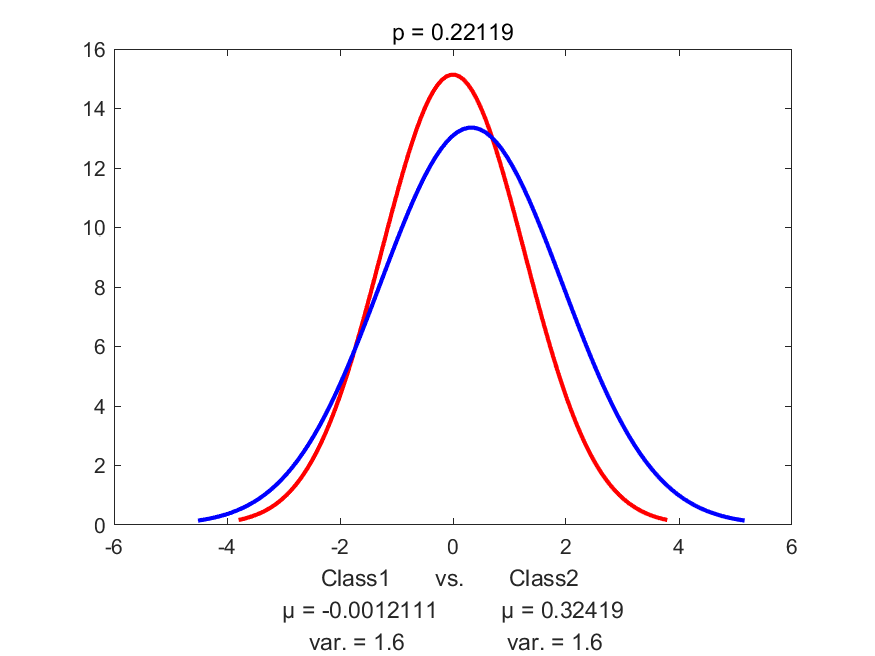 p = 0.22119
16
14
12
10
8
6
4
2
0
-6 -4 -2 0 2 4 6
Class1 vs. Class2
μ = -0.0012111 μ = 0.32419
var. = 1.6 var. = 1.6